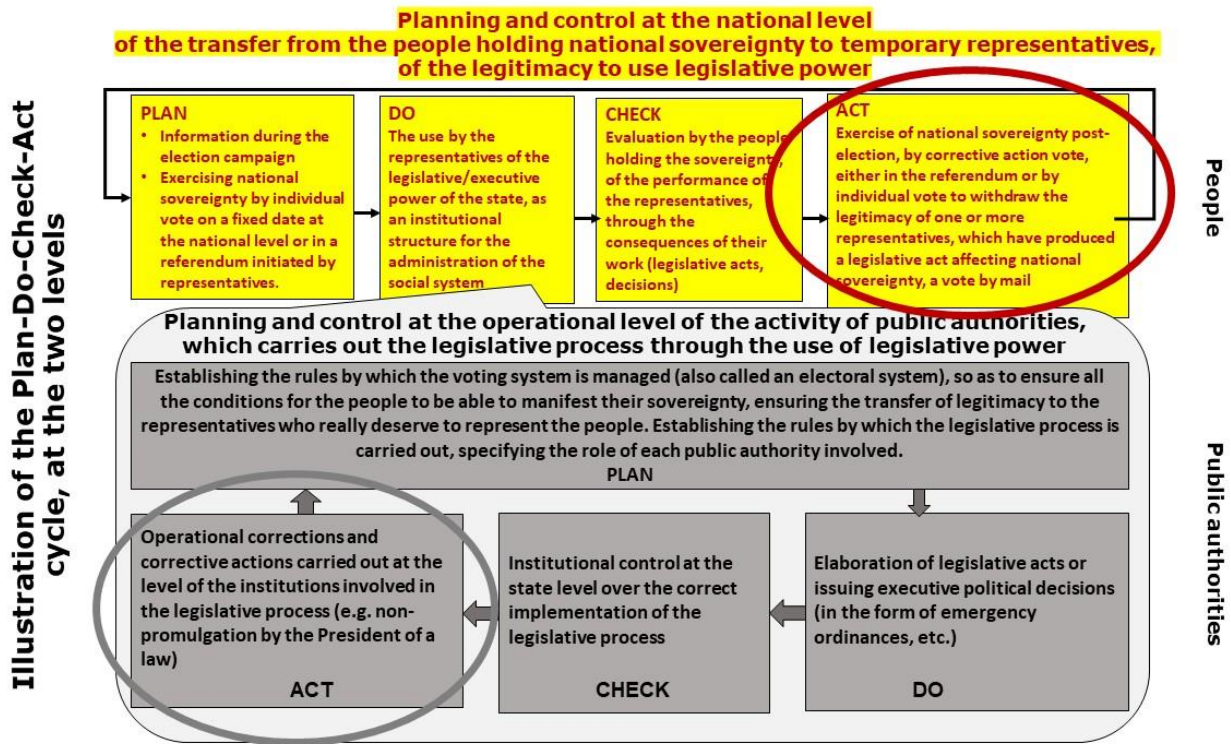 Planning and control at the national level
of the transfer from the people holding national sovereignty to temporary representatives,
of the legitimacy to use legislative power
PLAN
• Information during the
election campaign
• Exercising national
sovereignty by individual
vote on a fixed date at
the national level or in a
referendum initiated by
representatives.
DO
The use by the
representatives of the
legislative/executive
power of the state, as
an institutional
structure for the
administration of the
social system
CHECK
Evaluation by the people
holding the sovereignty,
of the performance of
the representatives,
through the
consequences of their
work (legislative acts,
decisions)
ACT
Exercise of national sovereignty post-
election, by corrective action vote,
either in the referendum or by
individual vote to withdraw the
legitimacy of one or more
representatives, which have produced
a legislative act affecting national
sovereignty, a vote by mail
People
Illustration of the Plan-Do-Check-Act
cycle, at the two levels
Planning and control at the operational level of the activity of public authorities,
which carries out the legislative process through the use of legislative power
Establishing the rules by which the voting system is managed (also called an electoral system), so as to ensure all
the conditions for the people to be able to manifest their sovereignty, ensuring the transfer of legitimacy to the
representatives who really deserve to represent the people. Establishing the rules by which the legislative process is
carried out, specifying the role of each public authority involved.
PLAN
Operational corrections and
corrective actions carried out at the
level of the institutions involved in
the legislative process (e.g. non-
promulgation by the President of a
law)
ACT
Institutional control at the
state level over the correct
implementation of the
legislative process
CHECK
Elaboration of legislative acts or
issuing executive political decisions
(in the form of emergency
ordinances, etc.)
DO
Public authorities